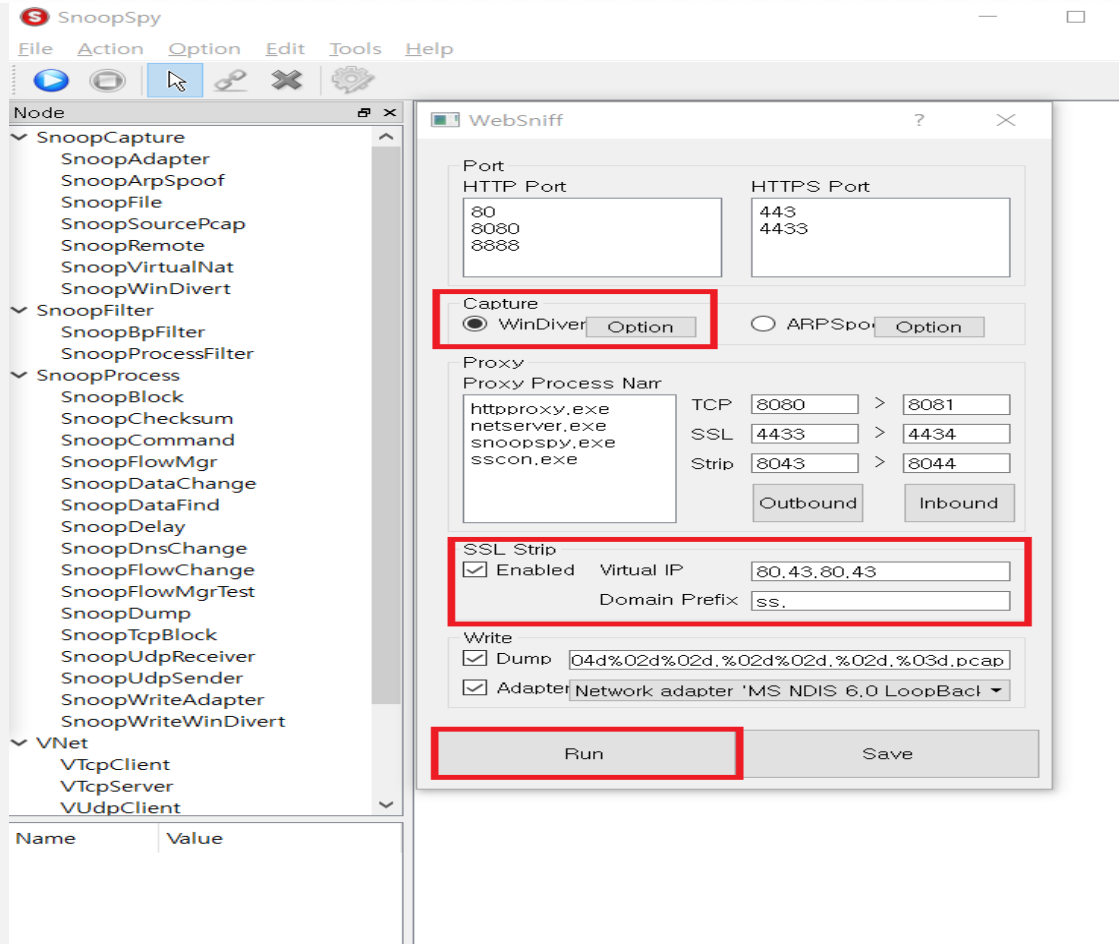 SnoopSpy
File Action Option Edit Tools Help
Node
SnoopCapture
SnoopAdapter
SnoopArpSpoof
SnoopFile
SnoopSourcePcap
SnoopRemote
SnoopVirtualNat
SnoopWinDivert
SnoopFilter
SnoopBpFilter
SnoopProcessFilter
SnoopProcess
SnoopBlock
SnoopChecksum
SnoopCommand
SnoopFlowMgr
SnoopDataChange
SnoopDataFind
SnoopDelay
SnoopDnsChange
SnoopFlowChange
SnoopFlowMgrTest
SnoopDump
SnoopTcpBlock
SnoopUdpReceiver
SnoopUdpSender
SnoopWriteAdapter
SnoopWriteWinDivert
VNet
VTcpClient
VTcpServer
VUdpClient
Name Value
WebSniff
Port
HTTP Port HTTPS Port
80 443
8080 4433
8888
Capture
WinDiver Option ARPSpo Option
Proxy
Proxy Process Nam
httpproxy.exe
netserver.exe
snoopspy.exe
sscon.exe
TCP 8080 > 8081
SSL 4433 > 4434
Strip 8043 > 8044
Outbound Inbound
SSL Strip
Enabled Virtual IP 80.43.80.43
Domain Prefix ss.
Write
Dump 04d%02d%02d.%02d%02d.%02d.%03d.pcap
Adapter Network adapter 'MS NDIS 6.0 LoopBack
Run Save